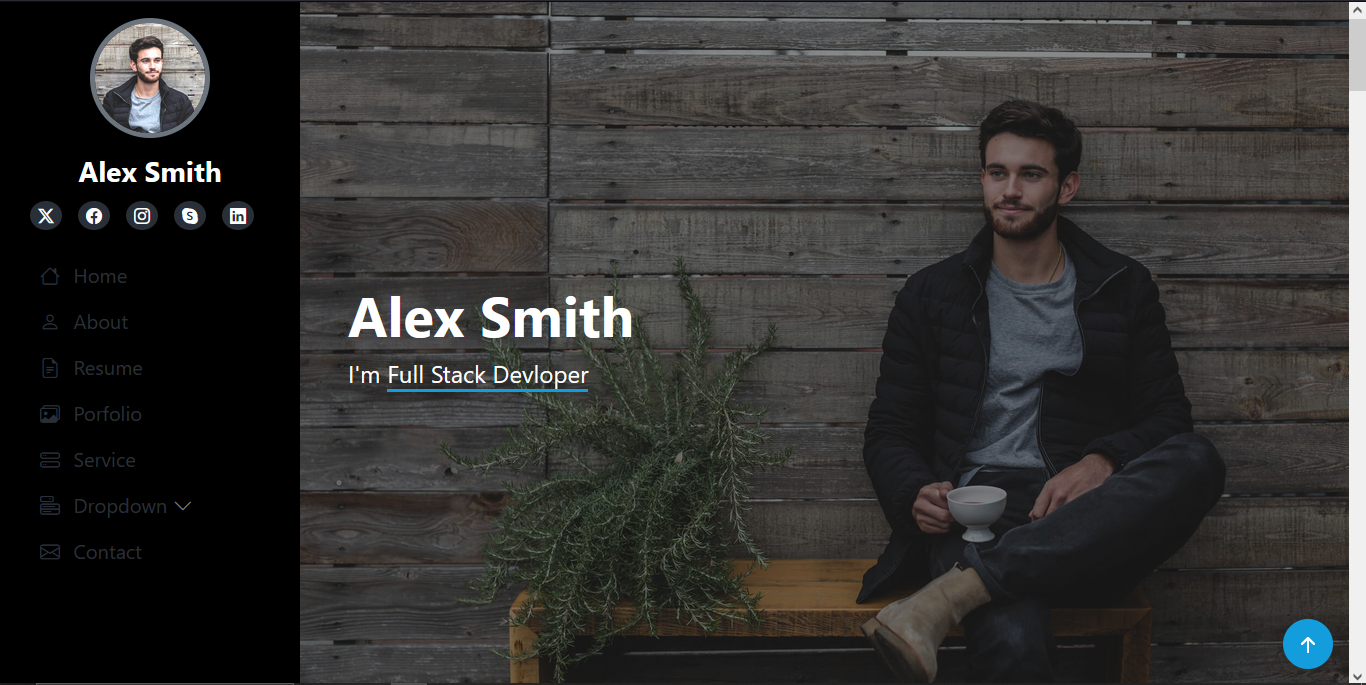 Alex Smith
Home
About
Resume
Porfolio
Service
Dropdown
Contact
Alex Smith
I'm Full Stack Devloper